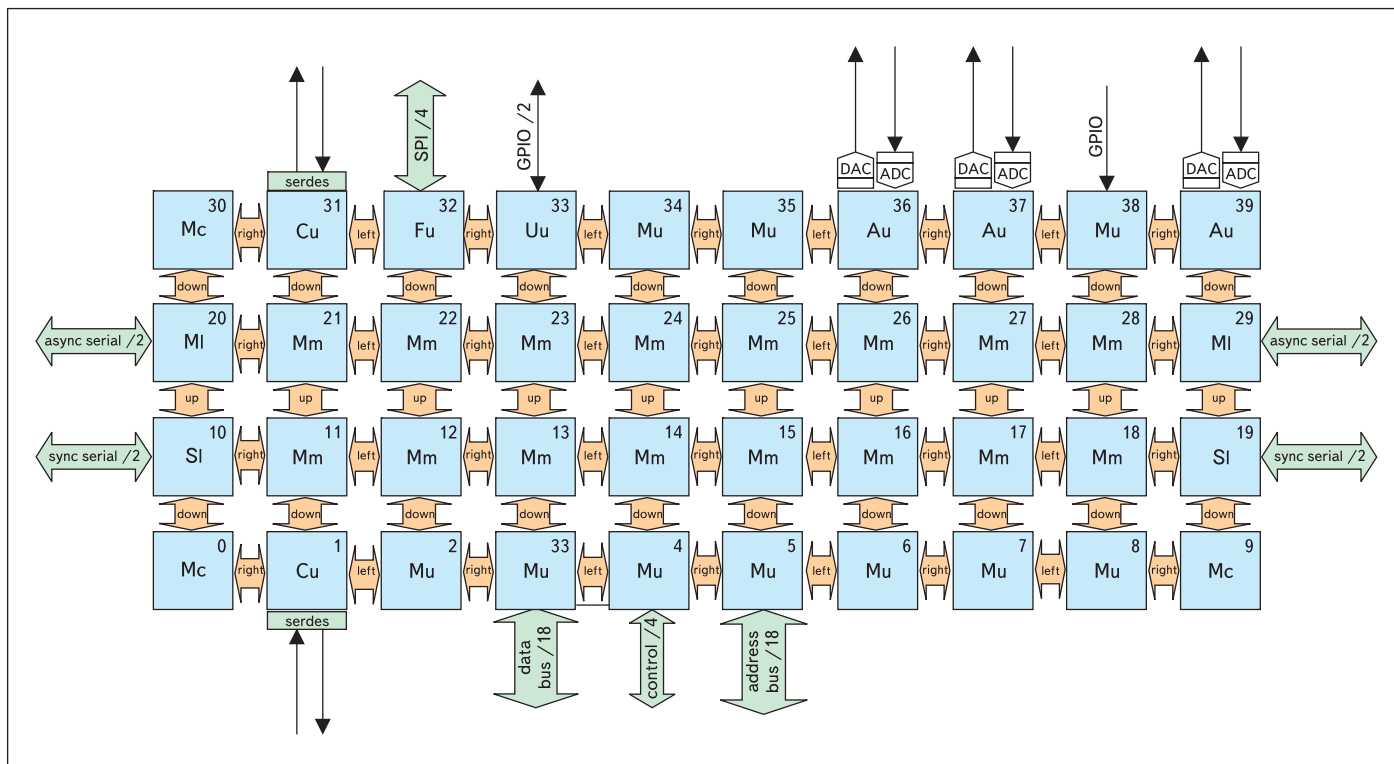 SPI /4
GPIO /2
GPIO
DAC ADC DAC ADC DAC ADC
serdes
30 31 32 33 34 35 36 37 38 39
Mc right Cu left Fu right Uu left Mu right Mu left Au right Au left Mu right Au
down down down down down down down down down down
20 21 22 23 24 25 26 27 28 29
async serial /2 Ml right Mm left Mm right Mm left Mm right Mm left Mm right Mm left Mm right Ml async serial /2
up up up up up up up up up up
10 11 12 13 14 15 16 17 18 19
sync serial /2 Sl right Mm left Mm right Mm left Mm right Mm left Mm right Mm left Mm right Sl sync serial /2
down down down down down down down down down down
0 1 2 33 4 5 6 7 8 9
Mc right Cu left Mu right Mu left Mu right Mu left Mu right Mu left Mu right Mc
serdes
data
bus /18
control /4
address
bus /18